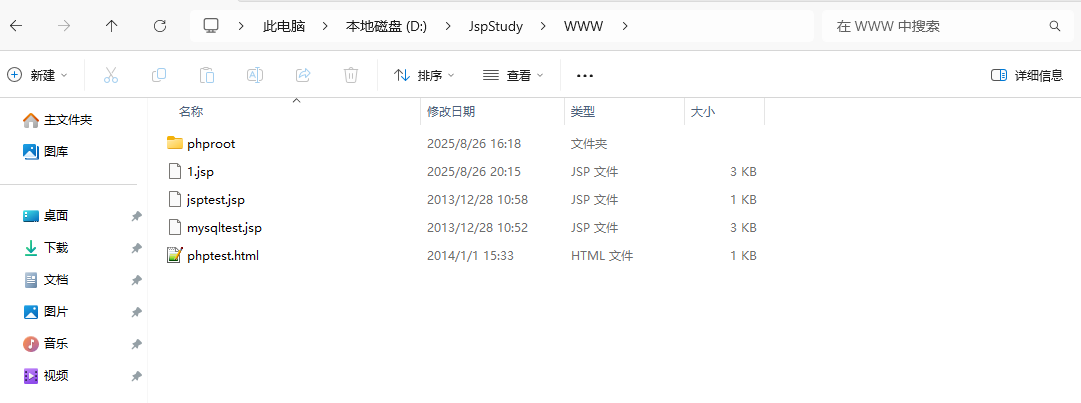 此电脑 本地磁盘 (D:) JspStudy WWW 在 WWW 中搜索
新建 排序 查看 详细信息
主文件夹
图库
桌面
下载
文档
图片
音乐
视频
名称 修改日期 类型 大小
phproot 2025/8/26 16:18 文件夹
1.jsp 2025/8/26 20:15 JSP 文件 3 KB
jsptest.jsp 2013/12/28 10:58 JSP 文件 1 KB
mysqltest.jsp 2013/12/28 10:52 JSP 文件 3 KB
phptest.html 2014/1/1 15:33 HTML 文件 1 KB